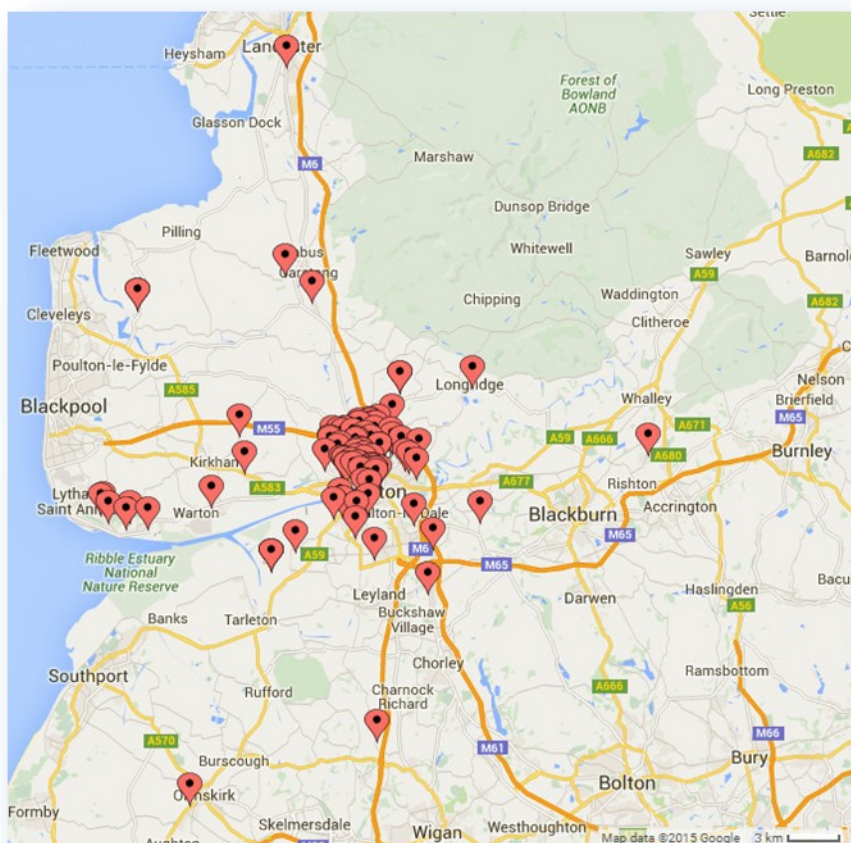 Settle
Lancaster
Heysham
Long Preston
Forest of
Bowland
AONB
Glasson Dock
A682
M6
Marshaw
Dunsop Bridge
Pilling
Fleetwood
Whitewell
Sawley
A59
Waddington
Chipping
A682
Cleveleys
Clitheroe
Poulton-le-Fylde
Longridge
Nelson
A585
Whalley
Brierfield
Blackpool
M65
A671
M55
A59
A666
A680
Burnley
Kirkham
A583
A677
Rishton
Accrington
Saint
Warton
Blackburn
M65
Ribble Estuary
National
Nature Reserve
A59
M6
M65
Haslingden
Leyland
Darwen
A56
Buckshaw
Village
Banks
Tarleton
Chorley
Southport
Ramsbottom
Rufford
Charnock
Richard
A666
M66
A570
M61
Bury
Burscough
Bolton
Ormskirk
Formby
Skelmersdale
Wigan
Westhoughton
Aughton
Map data ©2015 Google
3 km